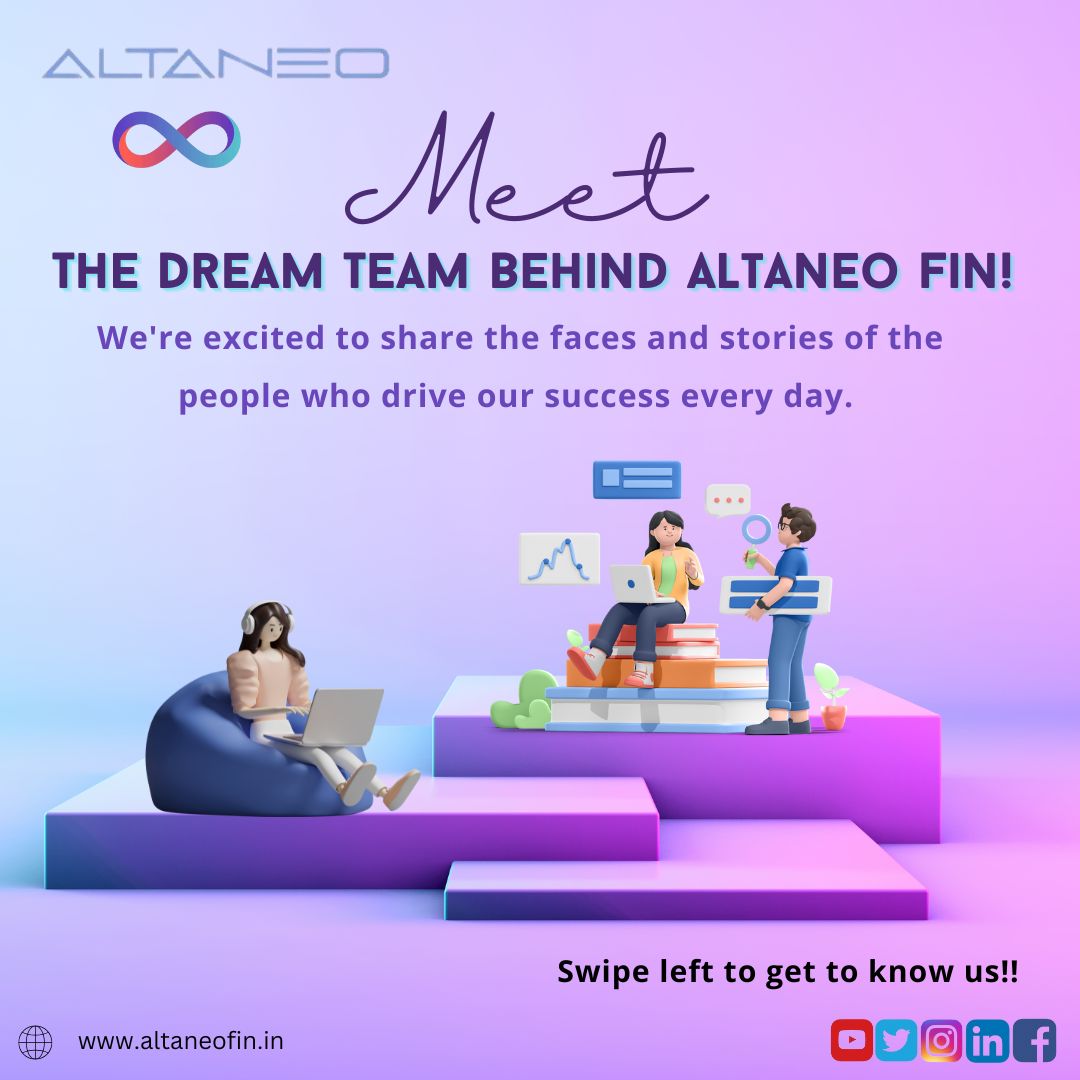 ALTANEO
Meet
THE DREAM TEAM BEHIND ALTANEO FIN!
We're excited to share the faces and stories of the
people who drive our success every day.
Swipe left to get to know us!!
www.altaneofin.in
in